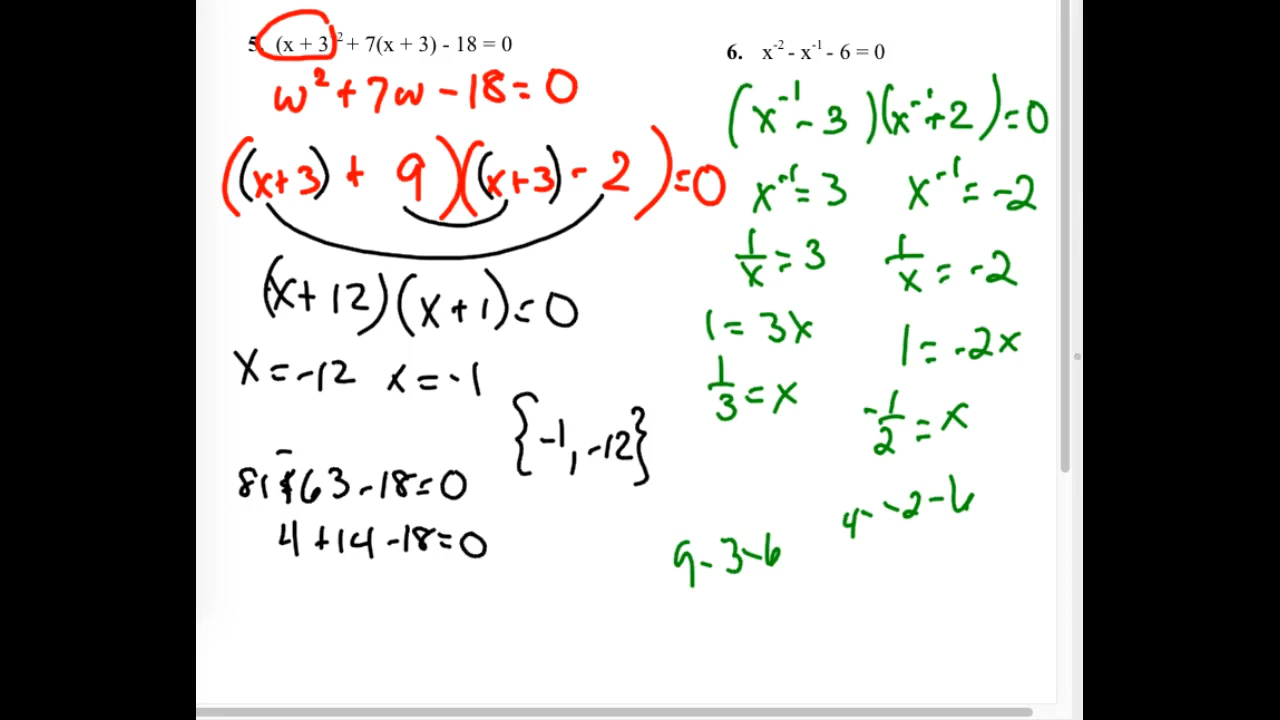 5. (x + 3)² + 7(x + 3) - 18 = 0
w² + 7w - 18 = 0
((x+3) + 9)((x+3) - 2) = 0
(x + 12)(x + 1) = 0
x = -12 x = -1
{-1, -12}
81 - 63 - 18 = 0
4 + 14 - 18 = 0
6. x⁻² - x⁻¹ - 6 = 0
(x⁻¹ - 3)(x⁻¹ + 2) = 0
x⁻¹ = 3 x⁻¹ = -2
1/x = 3 1/x = -2
1 = 3x 1 = -2x
1/3 = x -1/2 = x
4 - -2 - 6
9 - 3 - 6